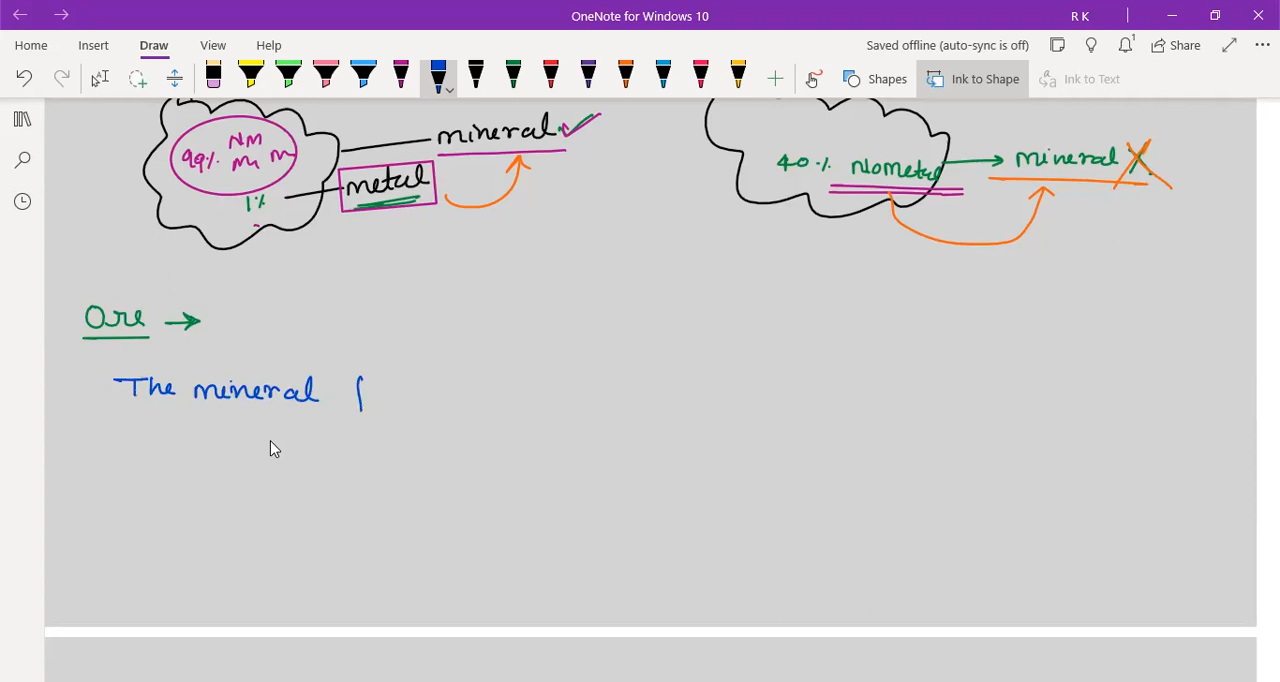 OneNote for Windows 10
R K
Home Insert Draw View Help
Saved offline (auto-sync is off)
1
Share
Shapes
Ink to Shape
Ink to Text
99% NM
M M
mineral
metal
1%
40% Nometal
mineral
Ore →
The mineral